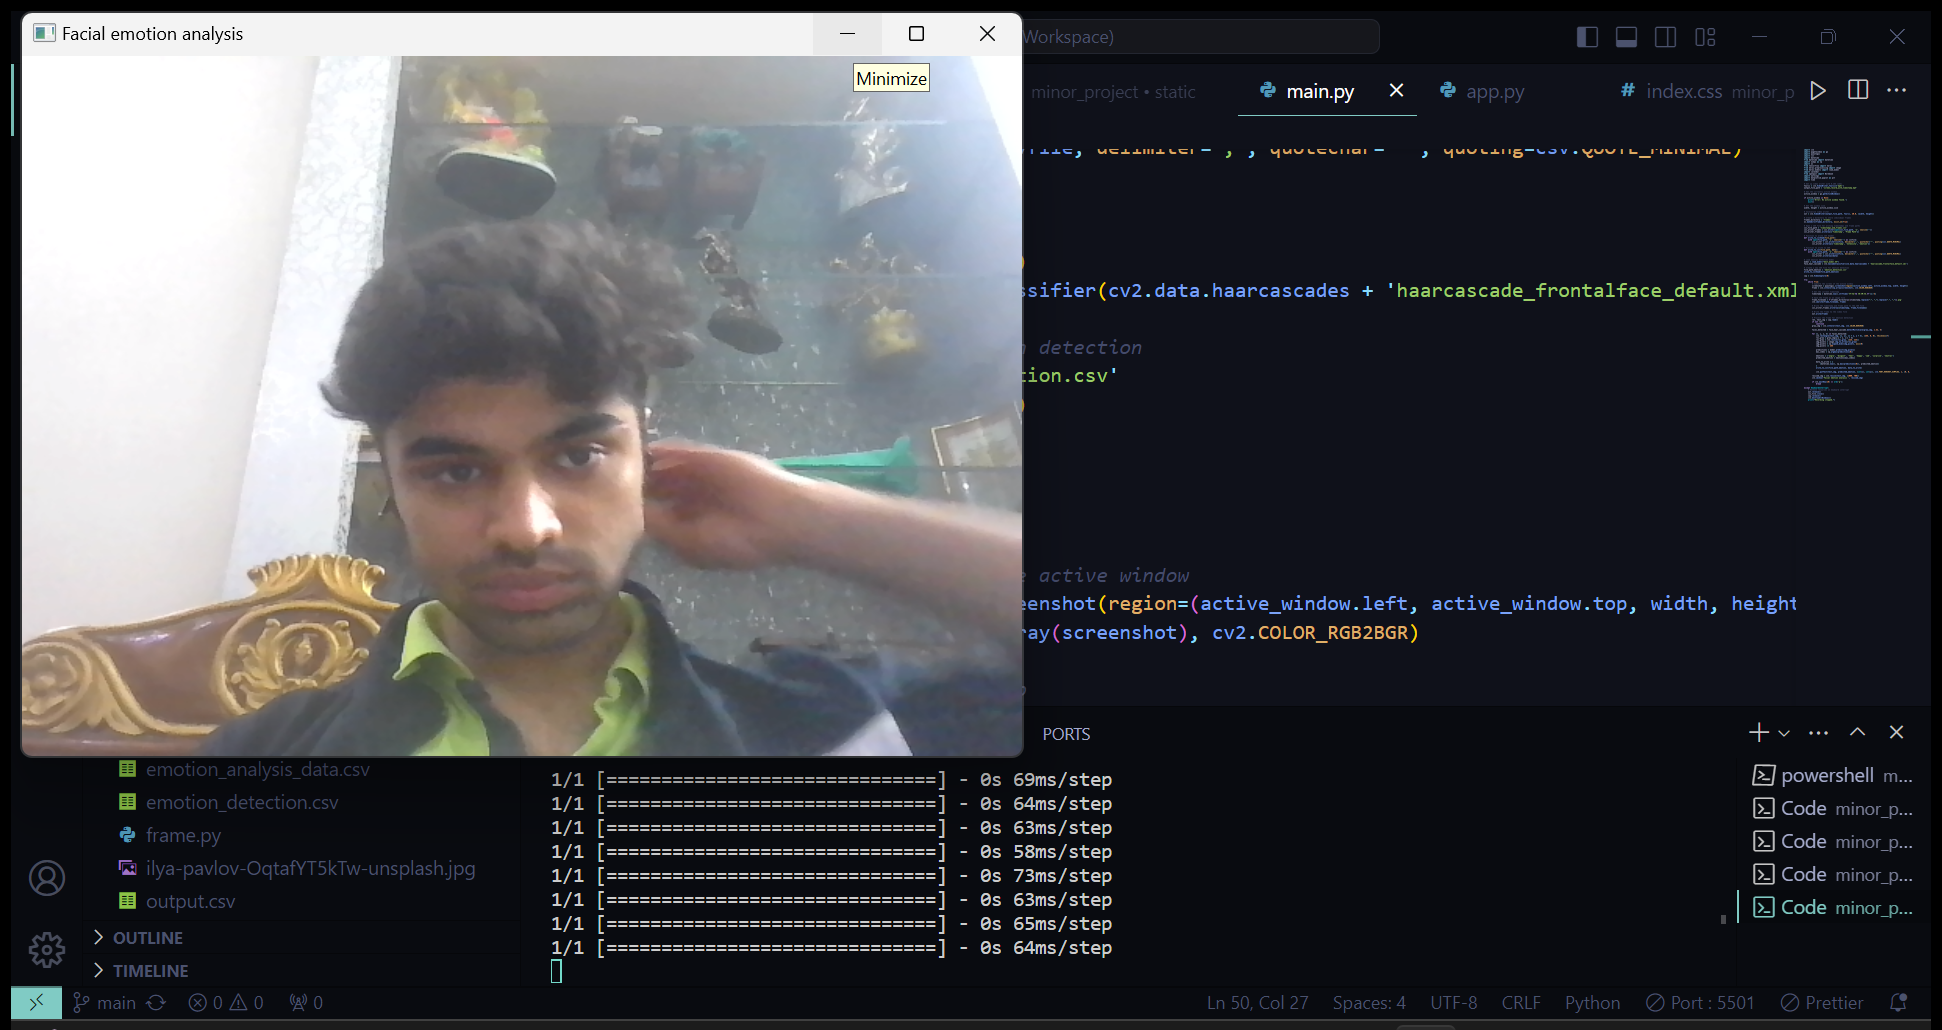 Facial emotion analysis
Minimize
Workspace)
minor_project • static
main.py
app.py
index.css minor_p
file, delimiter= , , quotechar= , quoting=csv.QUOTE_MINIMAL)
)
ssifier(cv2.data.haarcascades + 'haarcascade_frontalface_default.xml
detection
tion.csv'
)
active window
eenshot(region=(active_window.left, active_window.top, width, height
ray(screenshot), cv2.COLOR_RGB2BGR)
PORTS
powershell m...
Code minor_p...
Code minor_p...
Code minor_p...
Code minor_p...
emotion_analysis_data.csv
emotion_detection.csv
frame.py
ilya-pavlov-OqtafYT5kTw-unsplash.jpg
output.csv
OUTLINE
TIMELINE
1/1 [==============================] - 0s 69ms/step
1/1 [==============================] - 0s 64ms/step
1/1 [==============================] - 0s 63ms/step
1/1 [==============================] - 0s 58ms/step
1/1 [==============================] - 0s 73ms/step
1/1 [==============================] - 0s 63ms/step
1/1 [==============================] - 0s 65ms/step
1/1 [==============================] - 0s 64ms/step
main 0 0 0
Ln 50, Col 27 Spaces: 4 UTF-8 CRLF Python Port : 5501 Prettier